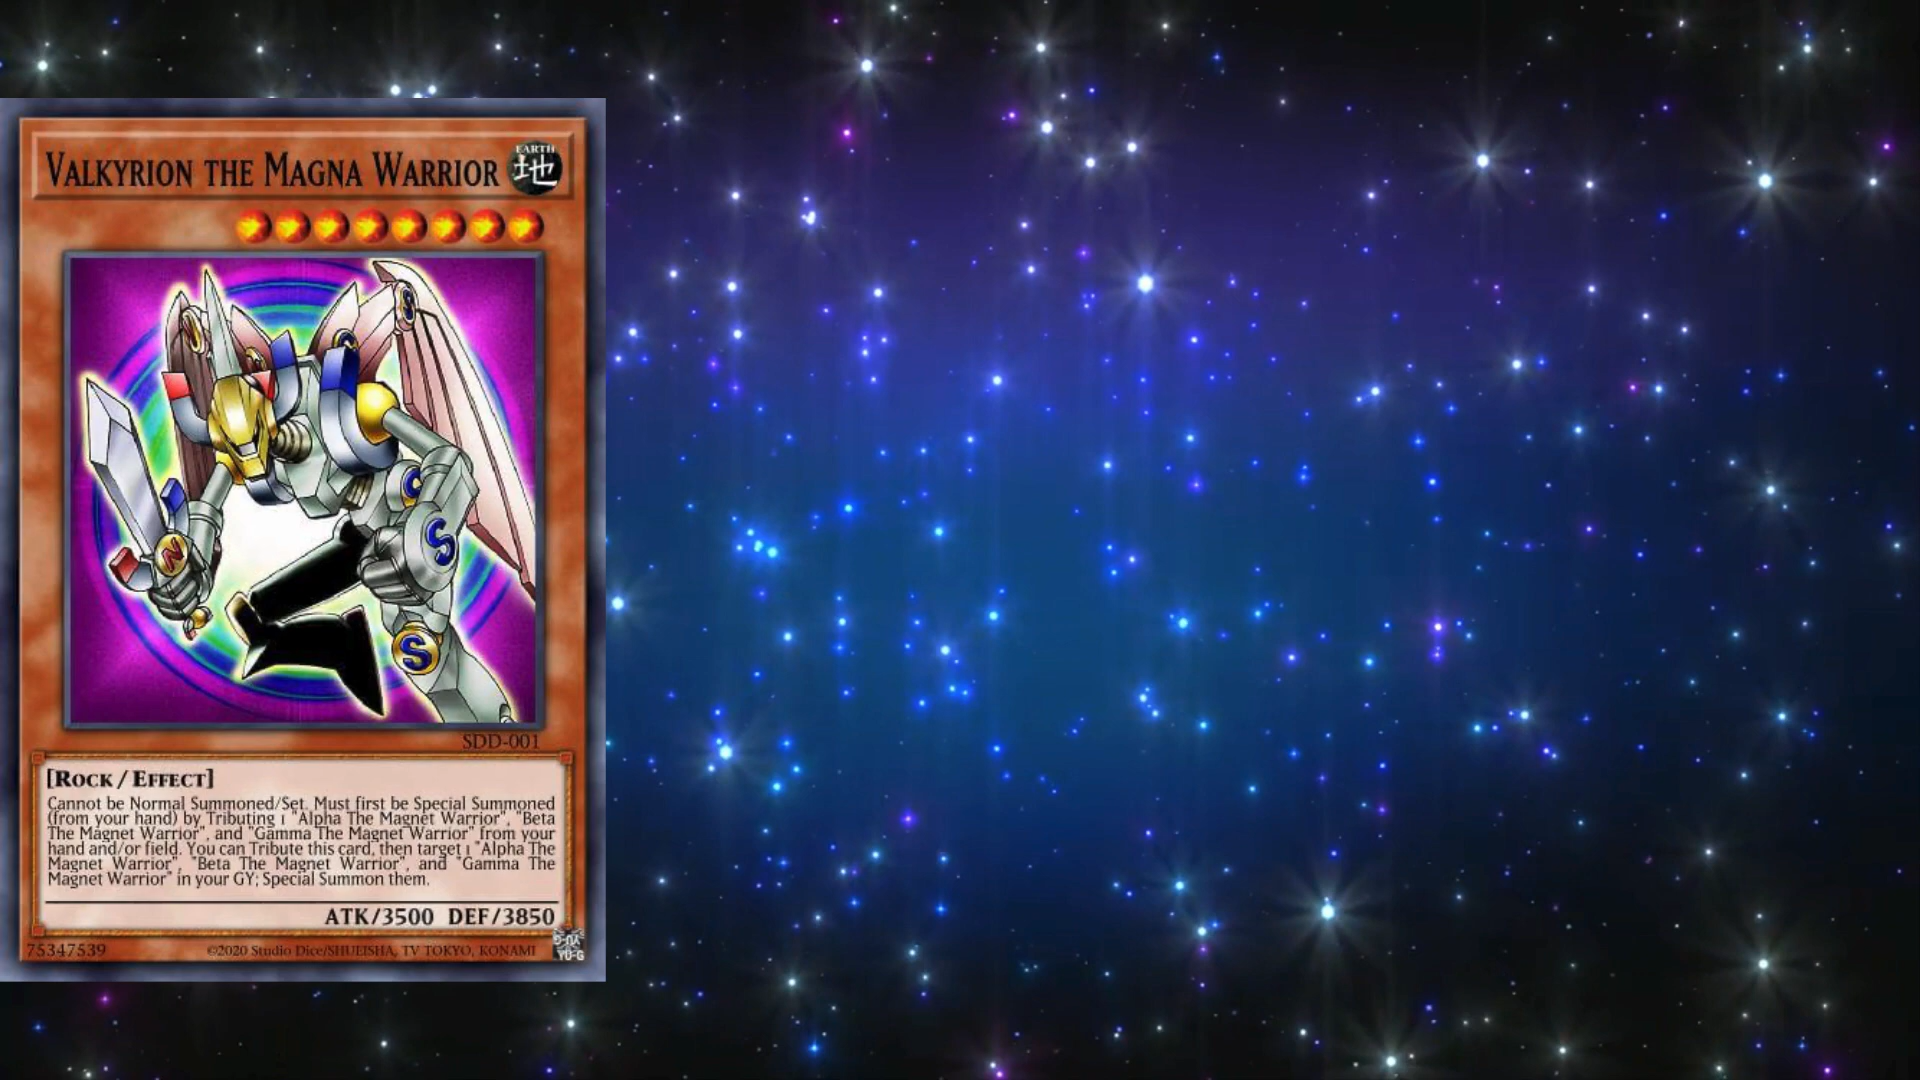 VALKYRION THE MAGNA WARRIOR
EARTH
地
N
S
S
S
SDD-001
[ROCK / EFFECT]
Cannot be Normal Summoned/Set. Must first be Special Summoned
(from your hand) by Tributing 1 "Alpha The Magnet Warrior", "Beta
The Magnet Warrior", and "Gamma The Magnet Warrior" from your
hand and/or field. You can Tribute this card, then target 1 "Alpha The
Magnet Warrior", "Beta The Magnet Warrior", and "Gamma The
Magnet Warrior" in your GY; Special Summon them.
ATK/3500 DEF/3850
75347539
©2020 Studio Dice/SHUEISHA, TV TOKYO, KONAMI